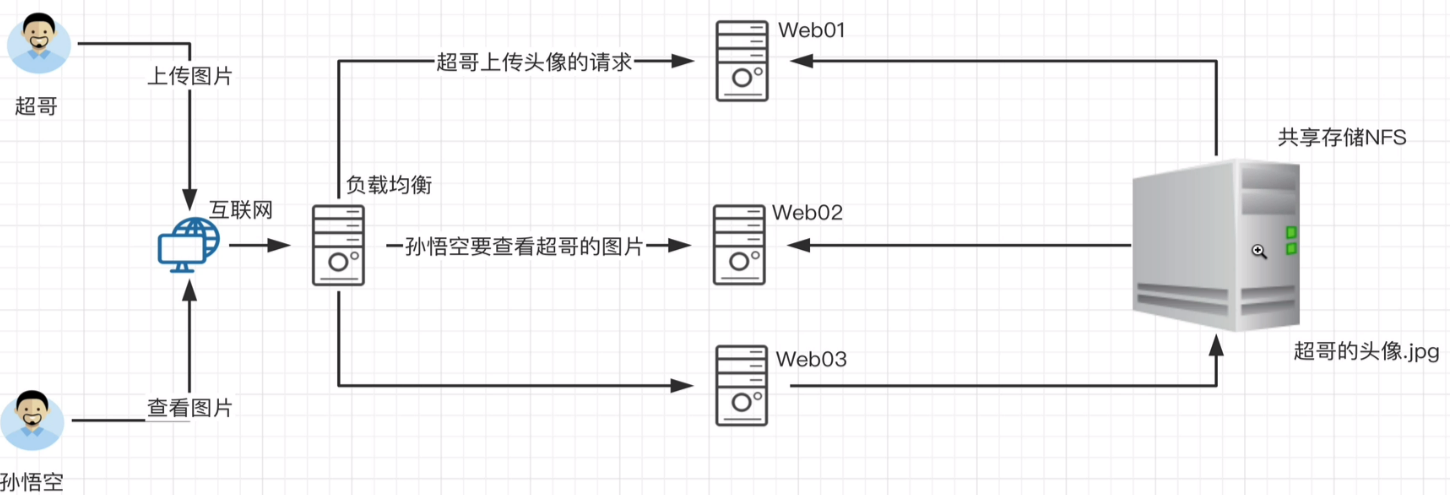 Web01
超哥上传头像的请求
上传图片
超哥
共享存储NFS
负载均衡
互联网
Web02
孙悟空要查看超哥的图片
超哥的头像.jpg
Web03
查看图片
孙悟空